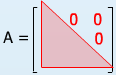 A = [0 0
0]